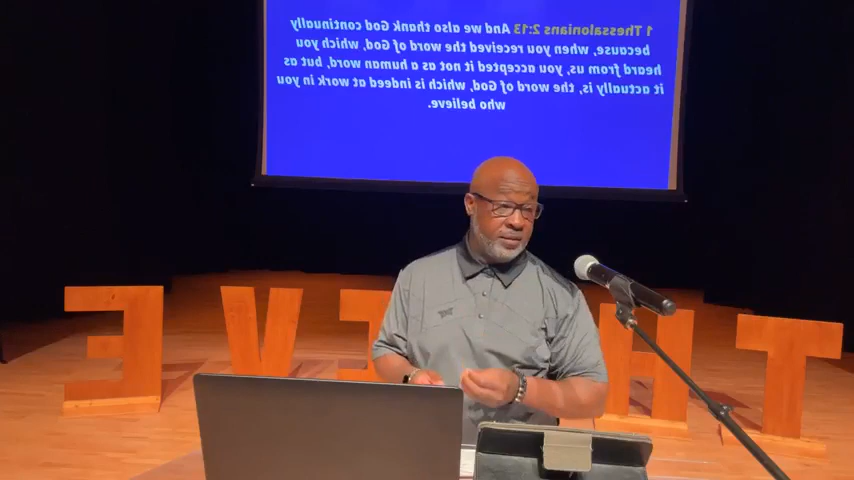 1 Thessalonians 2:13 And we also thank God continually
because, when you received the word of God, which you
heard from us, you accepted it not as a human word, but as
it actually is, the word of God, which is indeed at work in you
who believe.
T H I V E